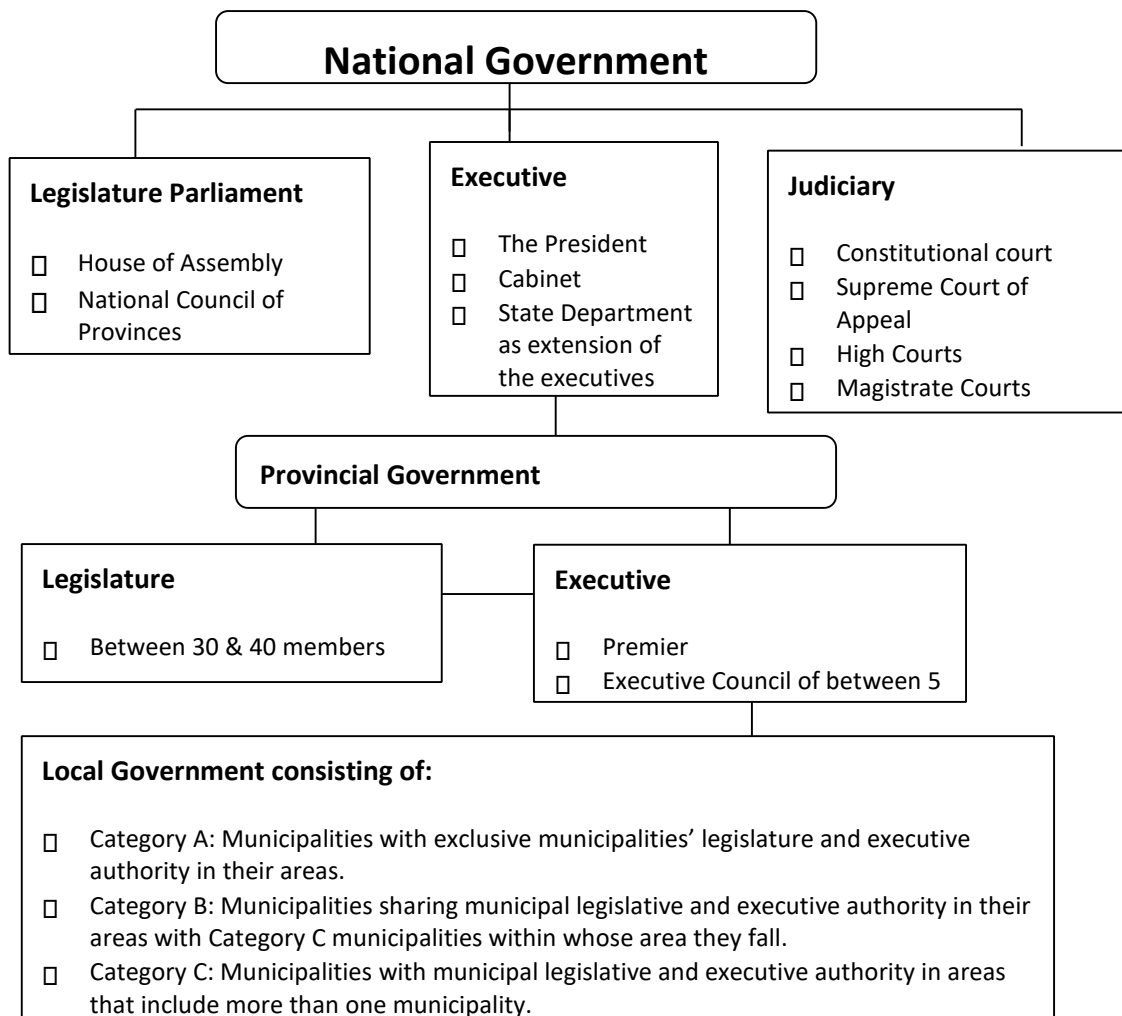 National Government
Legislature Parliament
House of Assembly
National Council of
Provinces
Executive
The President
Cabinet
State Department
as extension of
the executives
Judiciary
Constitutional court
Supreme Court of
Appeal
High Courts
Magistrate Courts
Provincial Government
Legislature
Between 30 & 40 members
Executive
Premier
Executive Council of between 5
Local Government consisting of:
Category A: Municipalities with exclusive municipalities’ legislature and executive
authority in their areas.
Category B: Municipalities sharing municipal legislative and executive authority in their
areas with Category C municipalities within whose area they fall.
Category C: Municipalities with municipal legislative and executive authority in areas
that include more than one municipality.